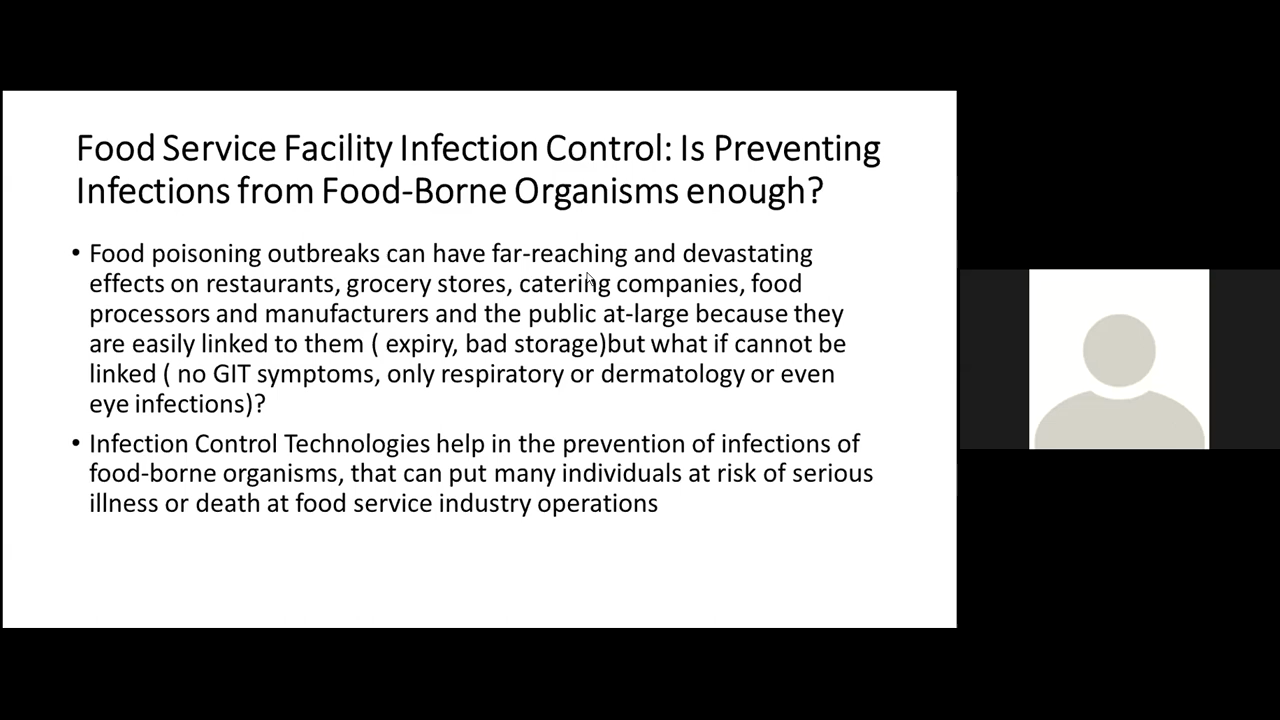 Food Service Facility Infection Control: Is Preventing
Infections from Food-Borne Organisms enough?
• Food poisoning outbreaks can have far-reaching and devastating
effects on restaurants, grocery stores, catering companies, food
processors and manufacturers and the public at-large because they
are easily linked to them ( expiry, bad storage)but what if cannot be
linked ( no GIT symptoms, only respiratory or dermatology or even
eye infections)?
• Infection Control Technologies help in the prevention of infections of
food-borne organisms, that can put many individuals at risk of serious
illness or death at food service industry operations